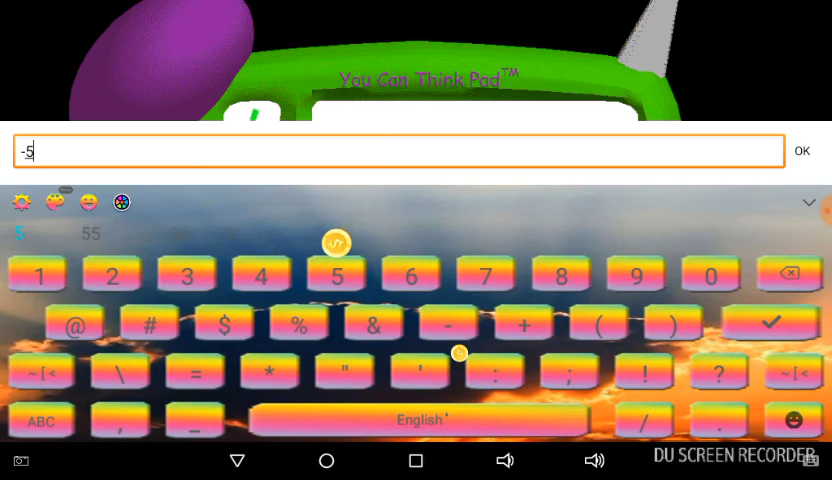 You Can Think Pad™
-5
OK
5 55
1 2 3 4 5 6 7 8 9 0
@ # $ % & - + ( )
~[< \ = * " ' : ; ! ? ~[<
ABC , _ English / .
DU SCREEN RECORDER